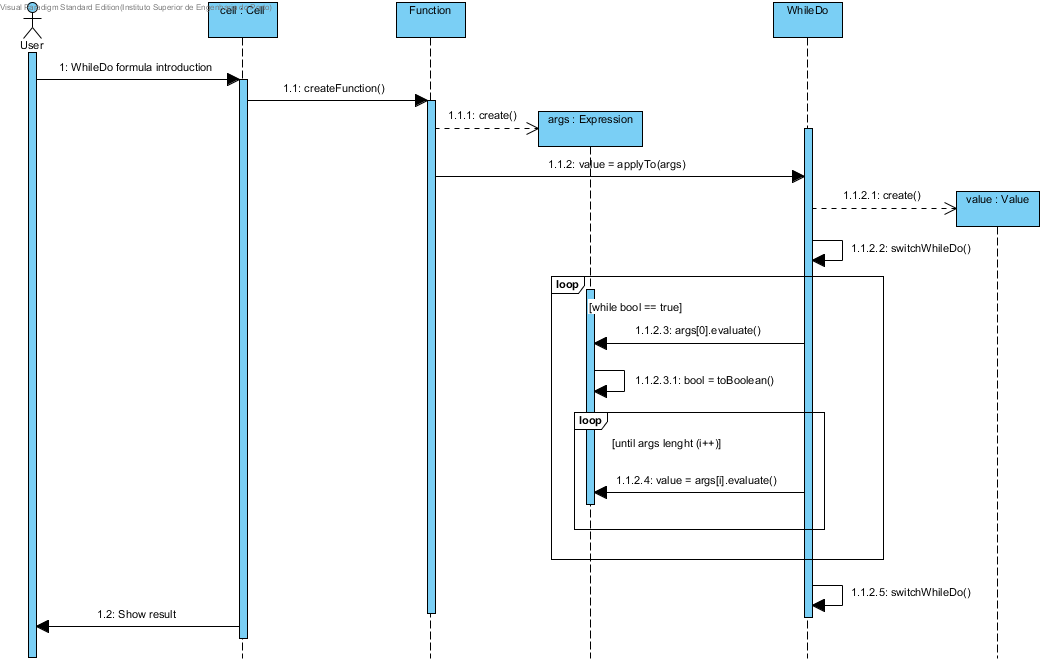 Visual Paradigm Standard Edition(Instituto Superior de Engenharia do Porto)
cell : Cell
Function
WhileDo
User
1: WhileDo formula introduction
1.1: createFunction()
1.1.1: create()
args : Expression
1.1.2: value = applyTo(args)
1.1.2.1: create()
value : Value
1.1.2.2: switchWhileDo()
loop
[while bool == true]
1.1.2.3: args[0].evaluate()
1.1.2.3.1: bool = toBoolean()
loop
[until args lenght (i++)]
1.1.2.4: value = args[i].evaluate()
1.1.2.5: switchWhileDo()
1.2: Show result